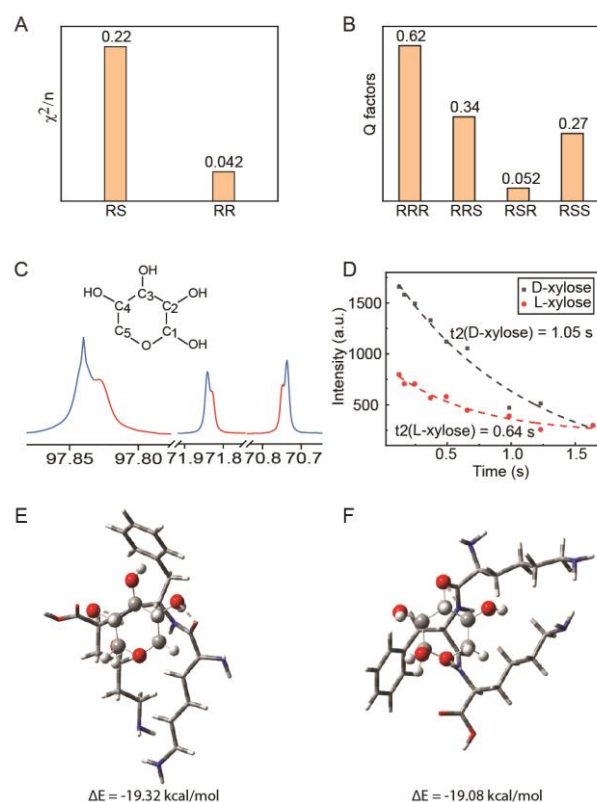 A
0.22
χ²/n
0.042
RS
RR
B
0.62
Q factors
0.34
0.27
0.052
RRR
RRS
RSR
RSS
C
OH
HO
C3
OH
C4
C2
C5
C1
O
OH
97.85
97.80
71.9
71.8
70.8
70.7
D
D-xylose
L-xylose
1500
1000
500
Intensity (a.u.)
t2(D-xylose) = 1.05 s
t2(L-xylose) = 0.64 s
0.0
0.5
1.0
1.5
Time (s)
E
ΔE = -19.32 kcal/mol
F
ΔE = -19.08 kcal/mol